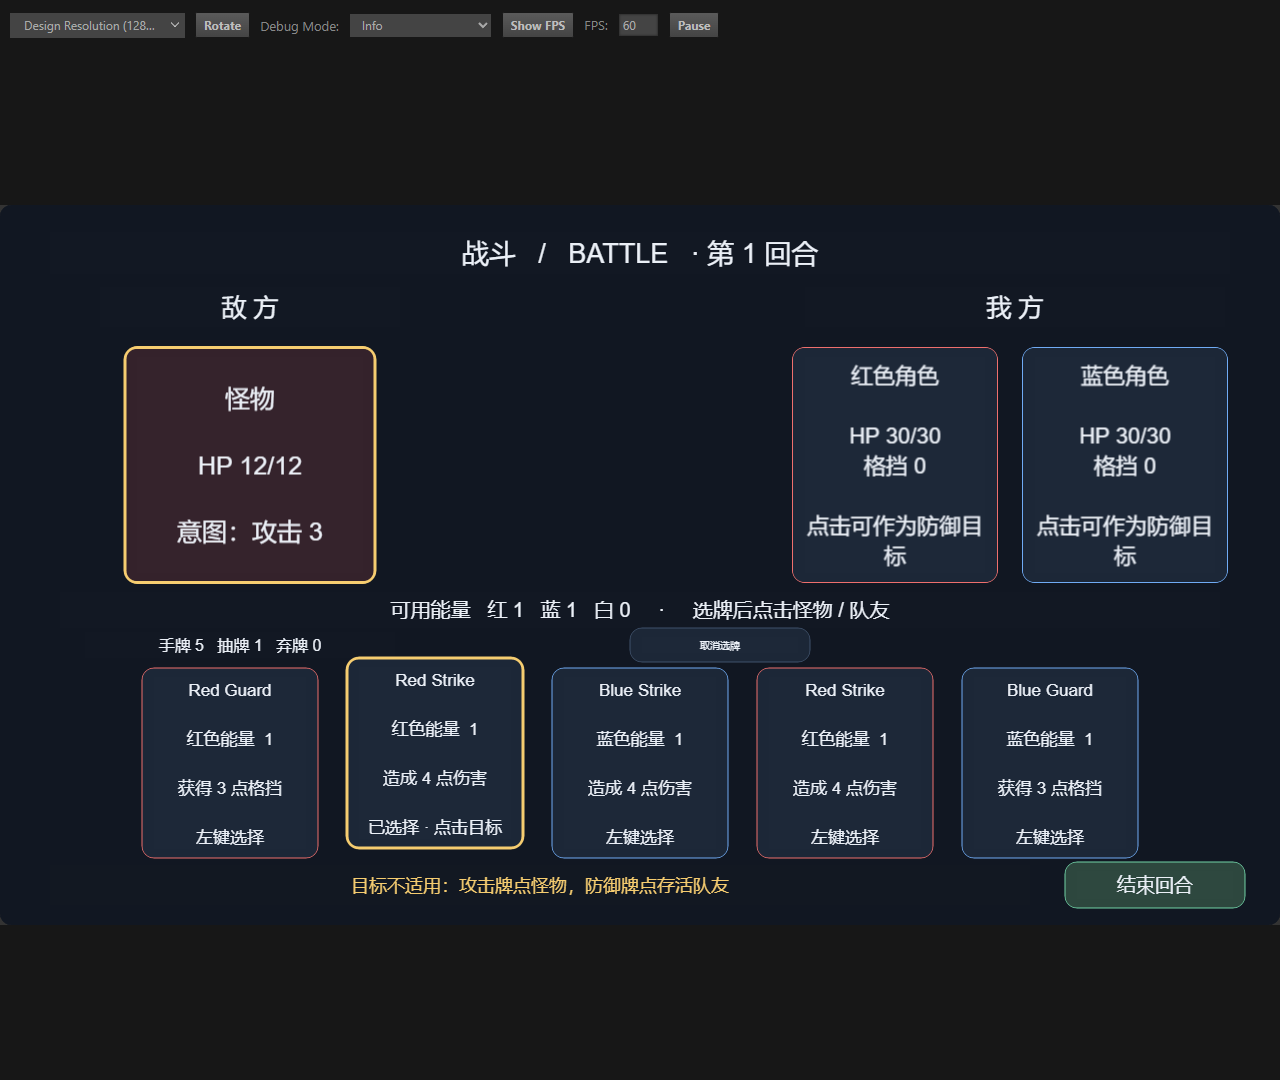 Design Resolution (128...
Rotate
Debug Mode:
Info
Show FPS
FPS:
60
Pause
战斗 / BATTLE · 第 1 回合
敌 方
我 方
怪物
HP 12/12
意图：攻击 3
红色角色
HP 30/30
格挡 0
点击可作为防御目
标
蓝色角色
HP 30/30
格挡 0
点击可作为防御目
标
可用能量 红 1 蓝 1 白 0 · 选牌后点击怪物 / 队友
手牌 5 抽牌 1 弃牌 0
取消选牌
Red Guard
红色能量 1
获得 3 点格挡
左键选择
Red Strike
红色能量 1
造成 4 点伤害
已选择 · 点击目标
Blue Strike
蓝色能量 1
造成 4 点伤害
左键选择
Red Strike
红色能量 1
造成 4 点伤害
左键选择
Blue Guard
蓝色能量 1
获得 3 点格挡
左键选择
目标不适用：攻击牌点怪物，防御牌点存活队友
结束回合